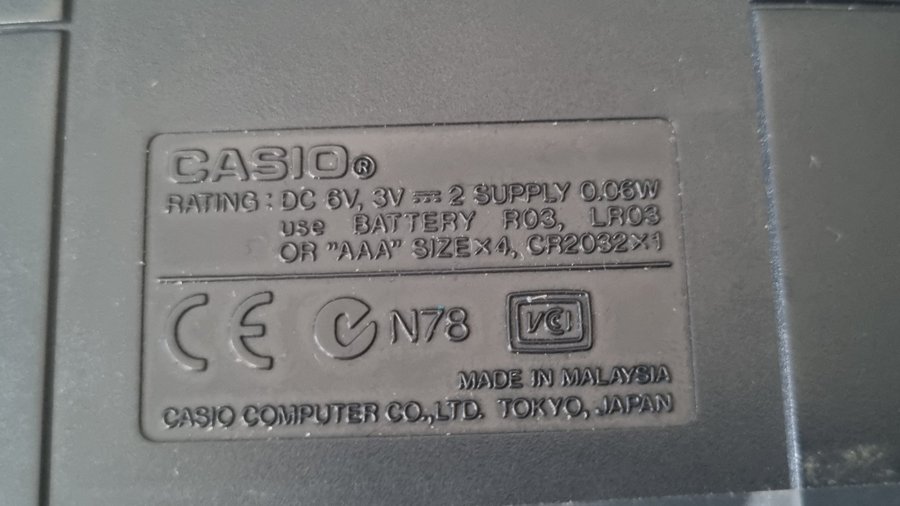 CASIO®
RATING : DC 6V, 3V ⎓ 2 SUPPLY 0.06W
use BATTERY R03, LR03
OR "AAA" SIZE×4, CR2032×1
CE N78 VCI
MADE IN MALAYSIA
CASIO COMPUTER CO.,LTD. TOKYO, JAPAN